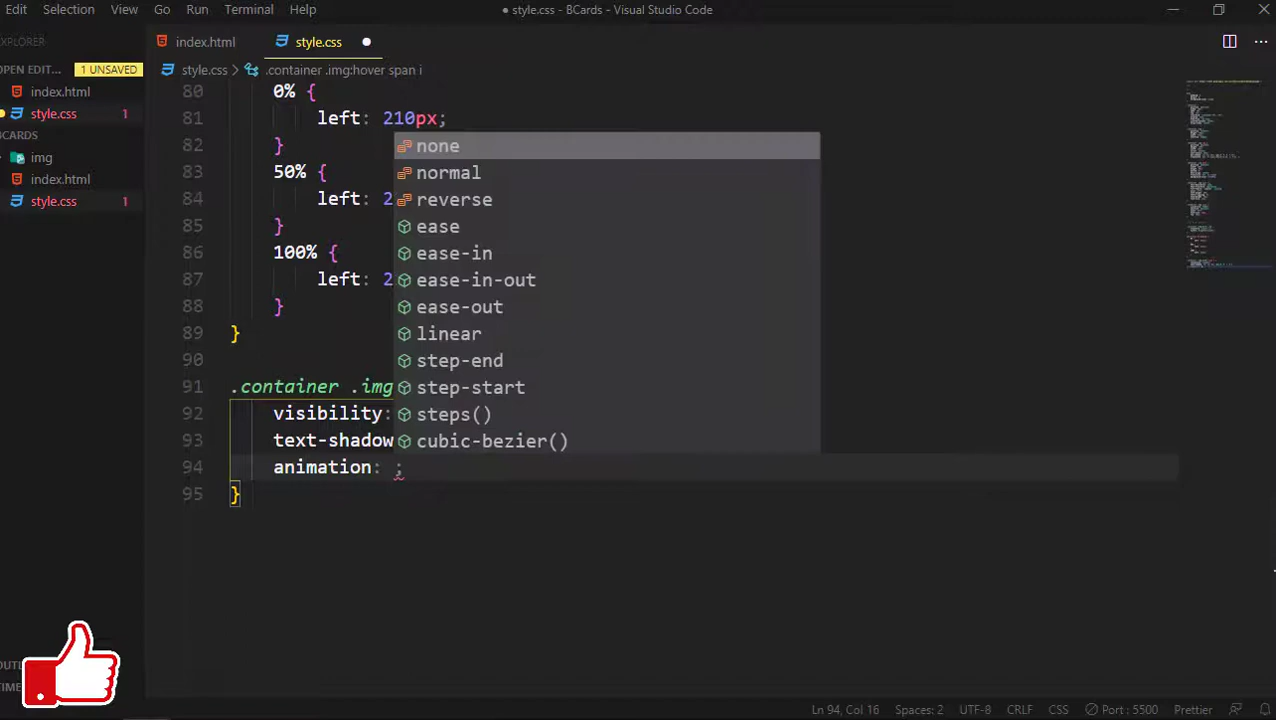 Edit Selection View Go Run Terminal Help
● style.css - BCards - Visual Studio Code
EXPLORER
index.html
style.css
OPEN EDIT... 1 UNSAVED
style.css > .container .img:hover span i
index.html
style.css 1
BCARDS
img
index.html
style.css 1
80 0% {
81 left: 210px;
82 }
83 50% {
84 left: 2
85 }
86 100% {
87 left: 2
88 }
89 }
90
91 .container .img
92 visibility:
93 text-shadow
94 animation: ;
95 }
none
normal
reverse
ease
ease-in
ease-in-out
ease-out
linear
step-end
step-start
steps()
cubic-bezier()
OUTL
TIME
Ln 94, Col 16 Spaces: 2 UTF-8 CRLF CSS Port : 5500 Prettier